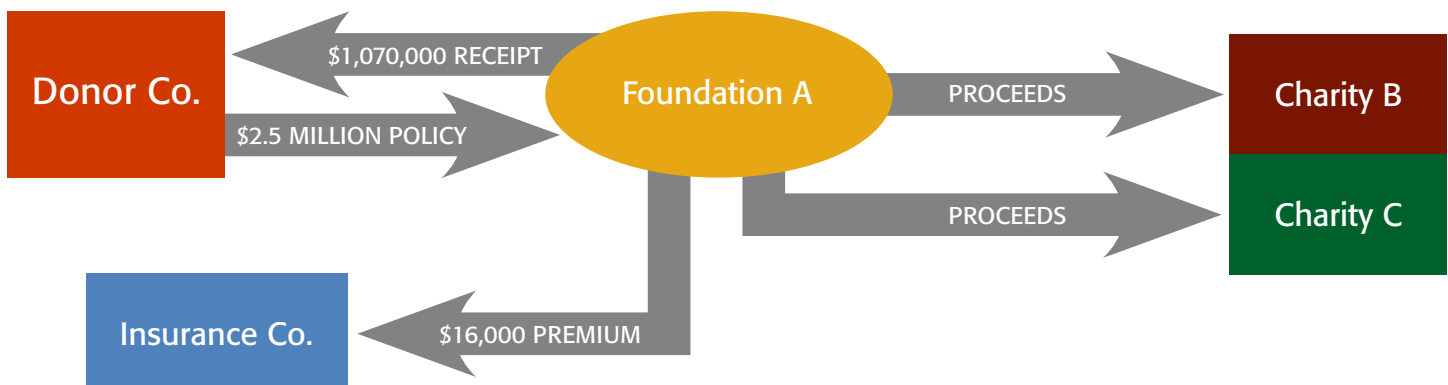 $1,070,000 RECEIPT
Donor Co.
Foundation A
PROCEEDS
Charity B
$2.5 MILLION POLICY
PROCEEDS
Charity C
Insurance Co.
$16,000 PREMIUM